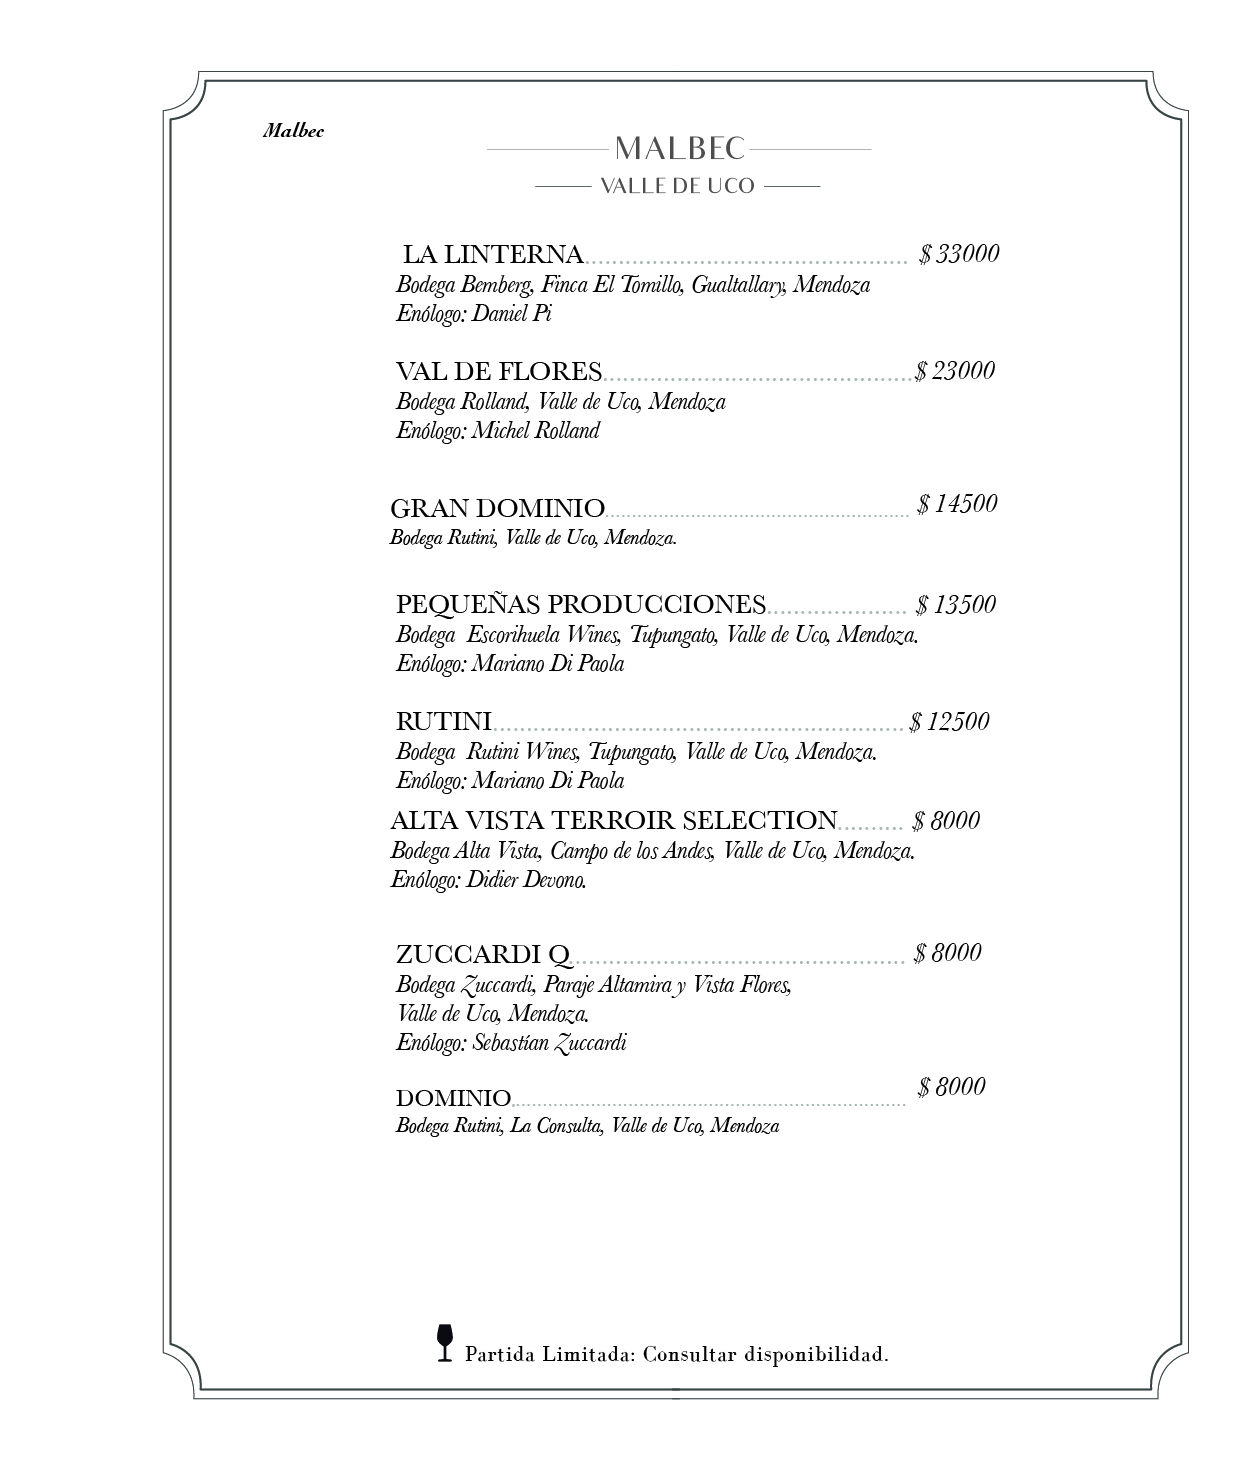 Malbec
MALBEC
VALLE DE UCO
LA LINTERNA $ 33000
Bodega Bemberg, Finca El Tomillo, Gualtallary, Mendoza
Enólogo: Daniel Pi
VAL DE FLORES $ 23000
Bodega Rolland, Valle de Uco, Mendoza
Enólogo: Michel Rolland
GRAN DOMINIO $ 14500
Bodega Rutini, Valle de Uco, Mendoza.
PEQUEÑAS PRODUCCIONES $ 13500
Bodega Escorihuela Wines, Tupungato, Valle de Uco, Mendoza.
Enólogo: Mariano Di Paola
RUTINI $ 12500
Bodega Rutini Wines, Tupungato, Valle de Uco, Mendoza.
Enólogo: Mariano Di Paola
ALTA VISTA TERROIR SELECTION $ 8000
Bodega Alta Vista, Campo de los Andes, Valle de Uco, Mendoza.
Enólogo: Didier Devono.
ZUCCARDI Q $ 8000
Bodega Zuccardi, Paraje Altamira y Vista Flores,
Valle de Uco, Mendoza.
Enólogo: Sebastían Zuccardi
DOMINIO $ 8000
Bodega Rutini, La Consulta, Valle de Uco, Mendoza
Partida Limitada: Consultar disponibilidad.